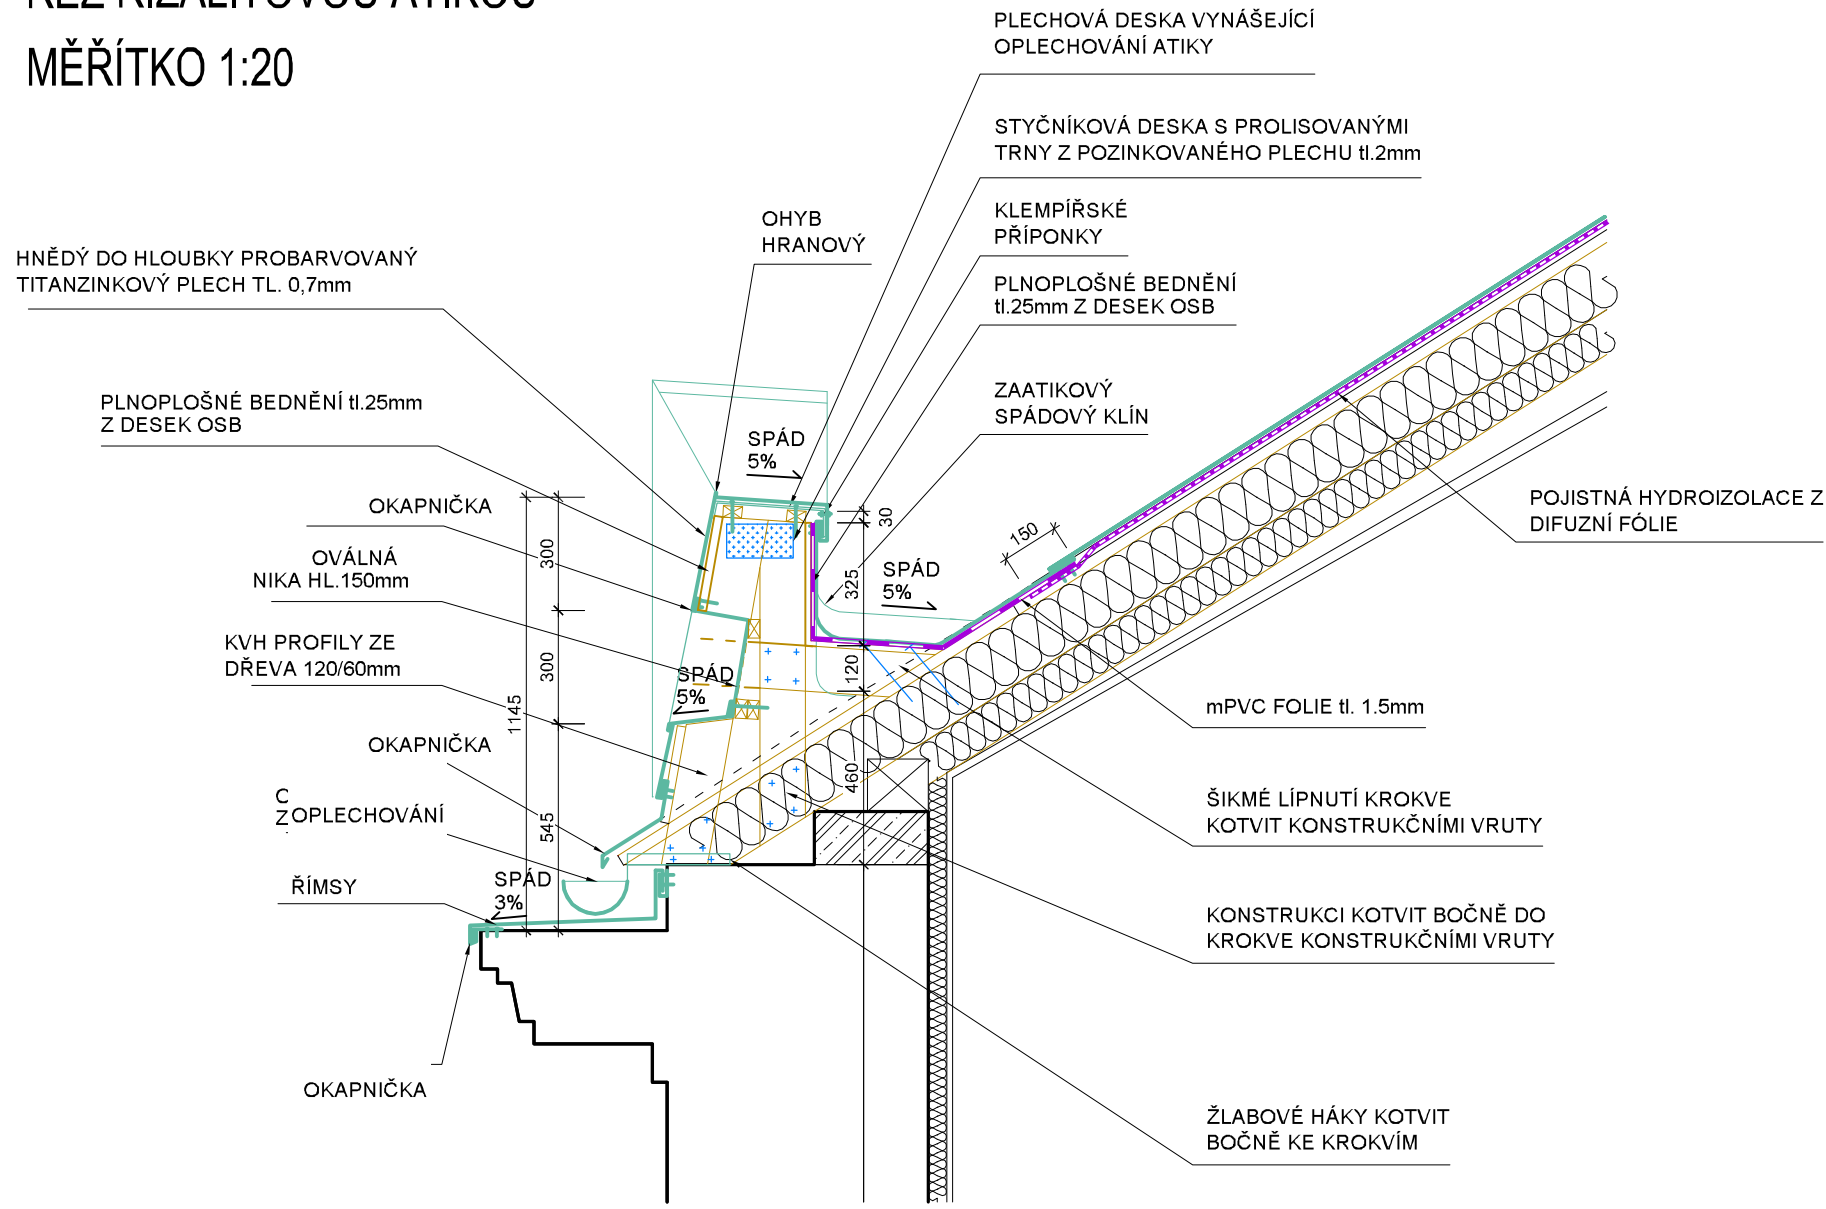 ŘEZ RIZALITOVOU ATIKOU
MĚŘÍTKO 1:20
PLECHOVÁ DESKA VYNÁŠEJÍCÍ
OPLECHOVÁNÍ ATIKY
STYČNÍKOVÁ DESKA S PROLISOVANÝMI
TRNY Z POZINKOVANÉHO PLECHU tl.2mm
KLEMPÍŘSKÉ
PŘÍPONKY
PLNOPLOŠNÉ BEDNĚNÍ
tl.25mm Z DESEK OSB
ZAATIKOVÝ
SPÁDOVÝ KLÍN
OHYB
HRANOVÝ
HNĚDÝ DO HLOUBKY PROBARVOVANÝ
TITANZINKOVÝ PLECH TL. 0,7mm
PLNOPLOŠNÉ BEDNĚNÍ tl.25mm
Z DESEK OSB
OKAPNIČKA
OVÁLNÁ
NIKA HL.150mm
KVH PROFILY ZE
DŘEVA 120/60mm
OKAPNIČKA
OPLECHOVÁNÍ
ŘÍMSY
OKAPNIČKA
SPÁD
5%
SPÁD
5%
SPÁD
5%
SPÁD
3%
300
300
545
1145
30
325
120
460
150
POJISTNÁ HYDROIZOLACE Z
DIFUZNÍ FÓLIE
mPVC FOLIE tl. 1.5mm
ŠIKMÉ LÍPNUTÍ KROKVE
KOTVIT KONSTRUKČNÍMI VRUTY
KONSTRUKCI KOTVIT BOČNĚ DO
KROKVE KONSTRUKČNÍMI VRUTY
ŽLABOVÉ HÁKY KOTVIT
BOČNĚ KE KROKVÍM